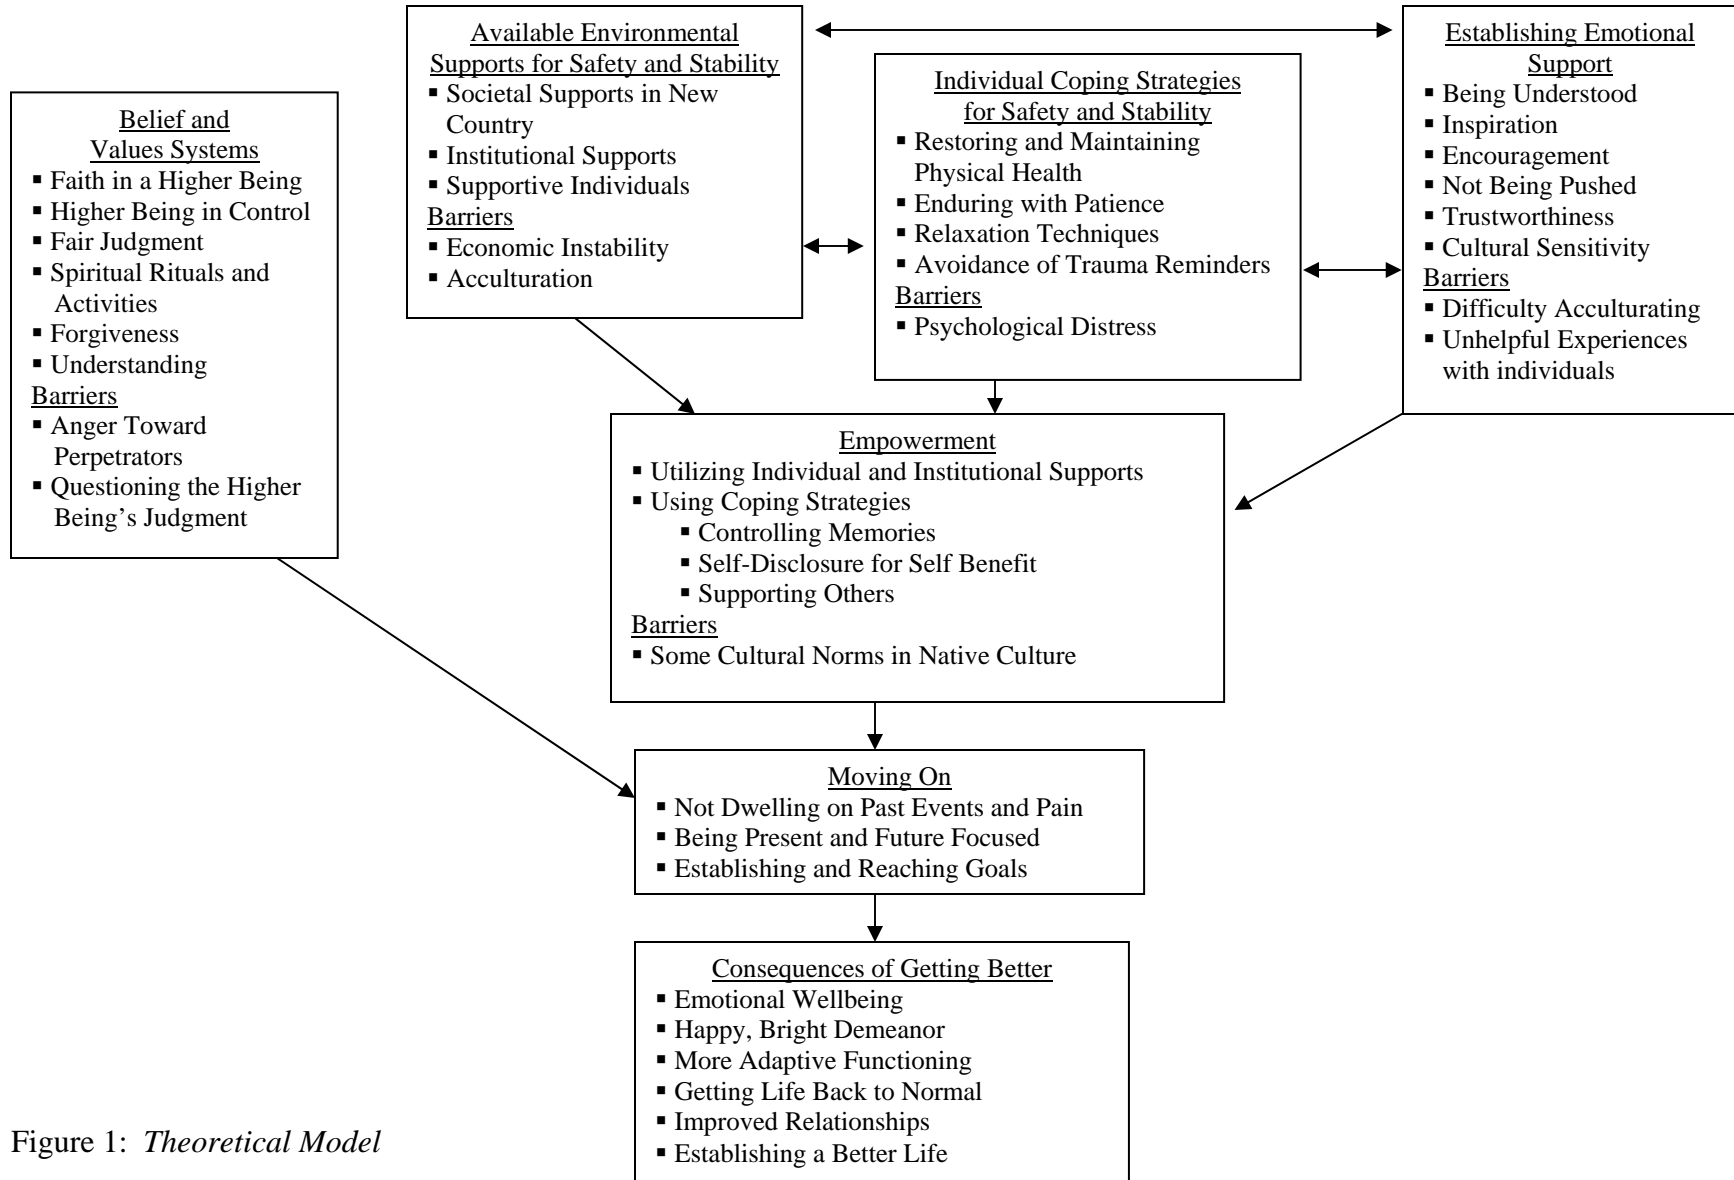 Available Environmental
Supports for Safety and Stability
▪ Societal Supports in New
Country
▪ Institutional Supports
▪ Supportive Individuals
Barriers
▪ Economic Instability
▪ Acculturation
Individual Coping Strategies
for Safety and Stability
▪ Restoring and Maintaining
Physical Health
▪ Enduring with Patience
▪ Relaxation Techniques
▪ Avoidance of Trauma Reminders
Barriers
▪ Psychological Distress
Establishing Emotional
Support
▪ Being Understood
▪ Inspiration
▪ Encouragement
▪ Not Being Pushed
▪ Trustworthiness
▪ Cultural Sensitivity
Barriers
▪ Difficulty Acculturating
▪ Unhelpful Experiences
with individuals
Belief and
Values Systems
▪ Faith in a Higher Being
▪ Higher Being in Control
▪ Fair Judgment
▪ Spiritual Rituals and
Activities
▪ Forgiveness
▪ Understanding
Barriers
▪ Anger Toward
Perpetrators
▪ Questioning the Higher
Being’s Judgment
Empowerment
▪ Utilizing Individual and Institutional Supports
▪ Using Coping Strategies
▪ Controlling Memories
▪ Self-Disclosure for Self Benefit
▪ Supporting Others
Barriers
▪ Some Cultural Norms in Native Culture
Moving On
▪ Not Dwelling on Past Events and Pain
▪ Being Present and Future Focused
▪ Establishing and Reaching Goals
Consequences of Getting Better
▪ Emotional Wellbeing
▪ Happy, Bright Demeanor
▪ More Adaptive Functioning
▪ Getting Life Back to Normal
▪ Improved Relationships
▪ Establishing a Better Life
Figure 1: Theoretical Model